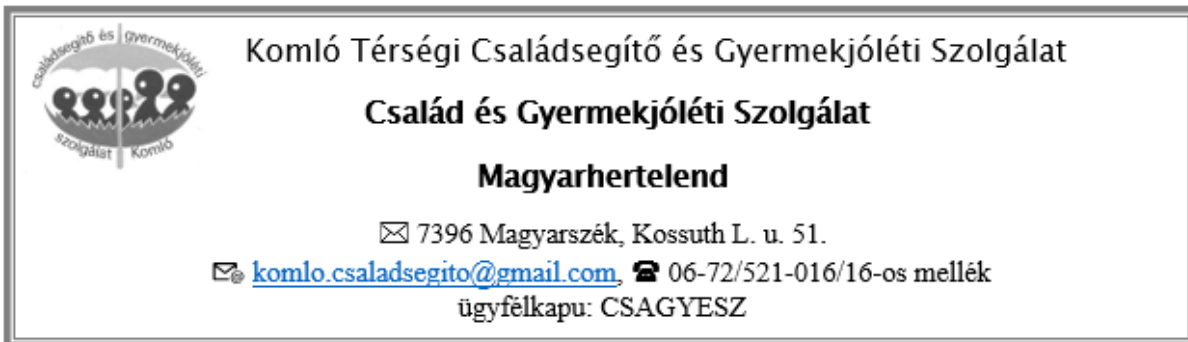 családsegítő és gyermekjóléti
szolgálat Komló
Komló Térségi Családsegítő és Gyermekjóléti Szolgálat
Család és Gyermekjóléti Szolgálat
Magyarhertelend
✉ 7396 Magyarszék, Kossuth L. u. 51.
komlo.csaladsegito@gmail.com, ☎ 06-72/521-016/16-os mellék
ügyfélkapu: CSAGYESZ